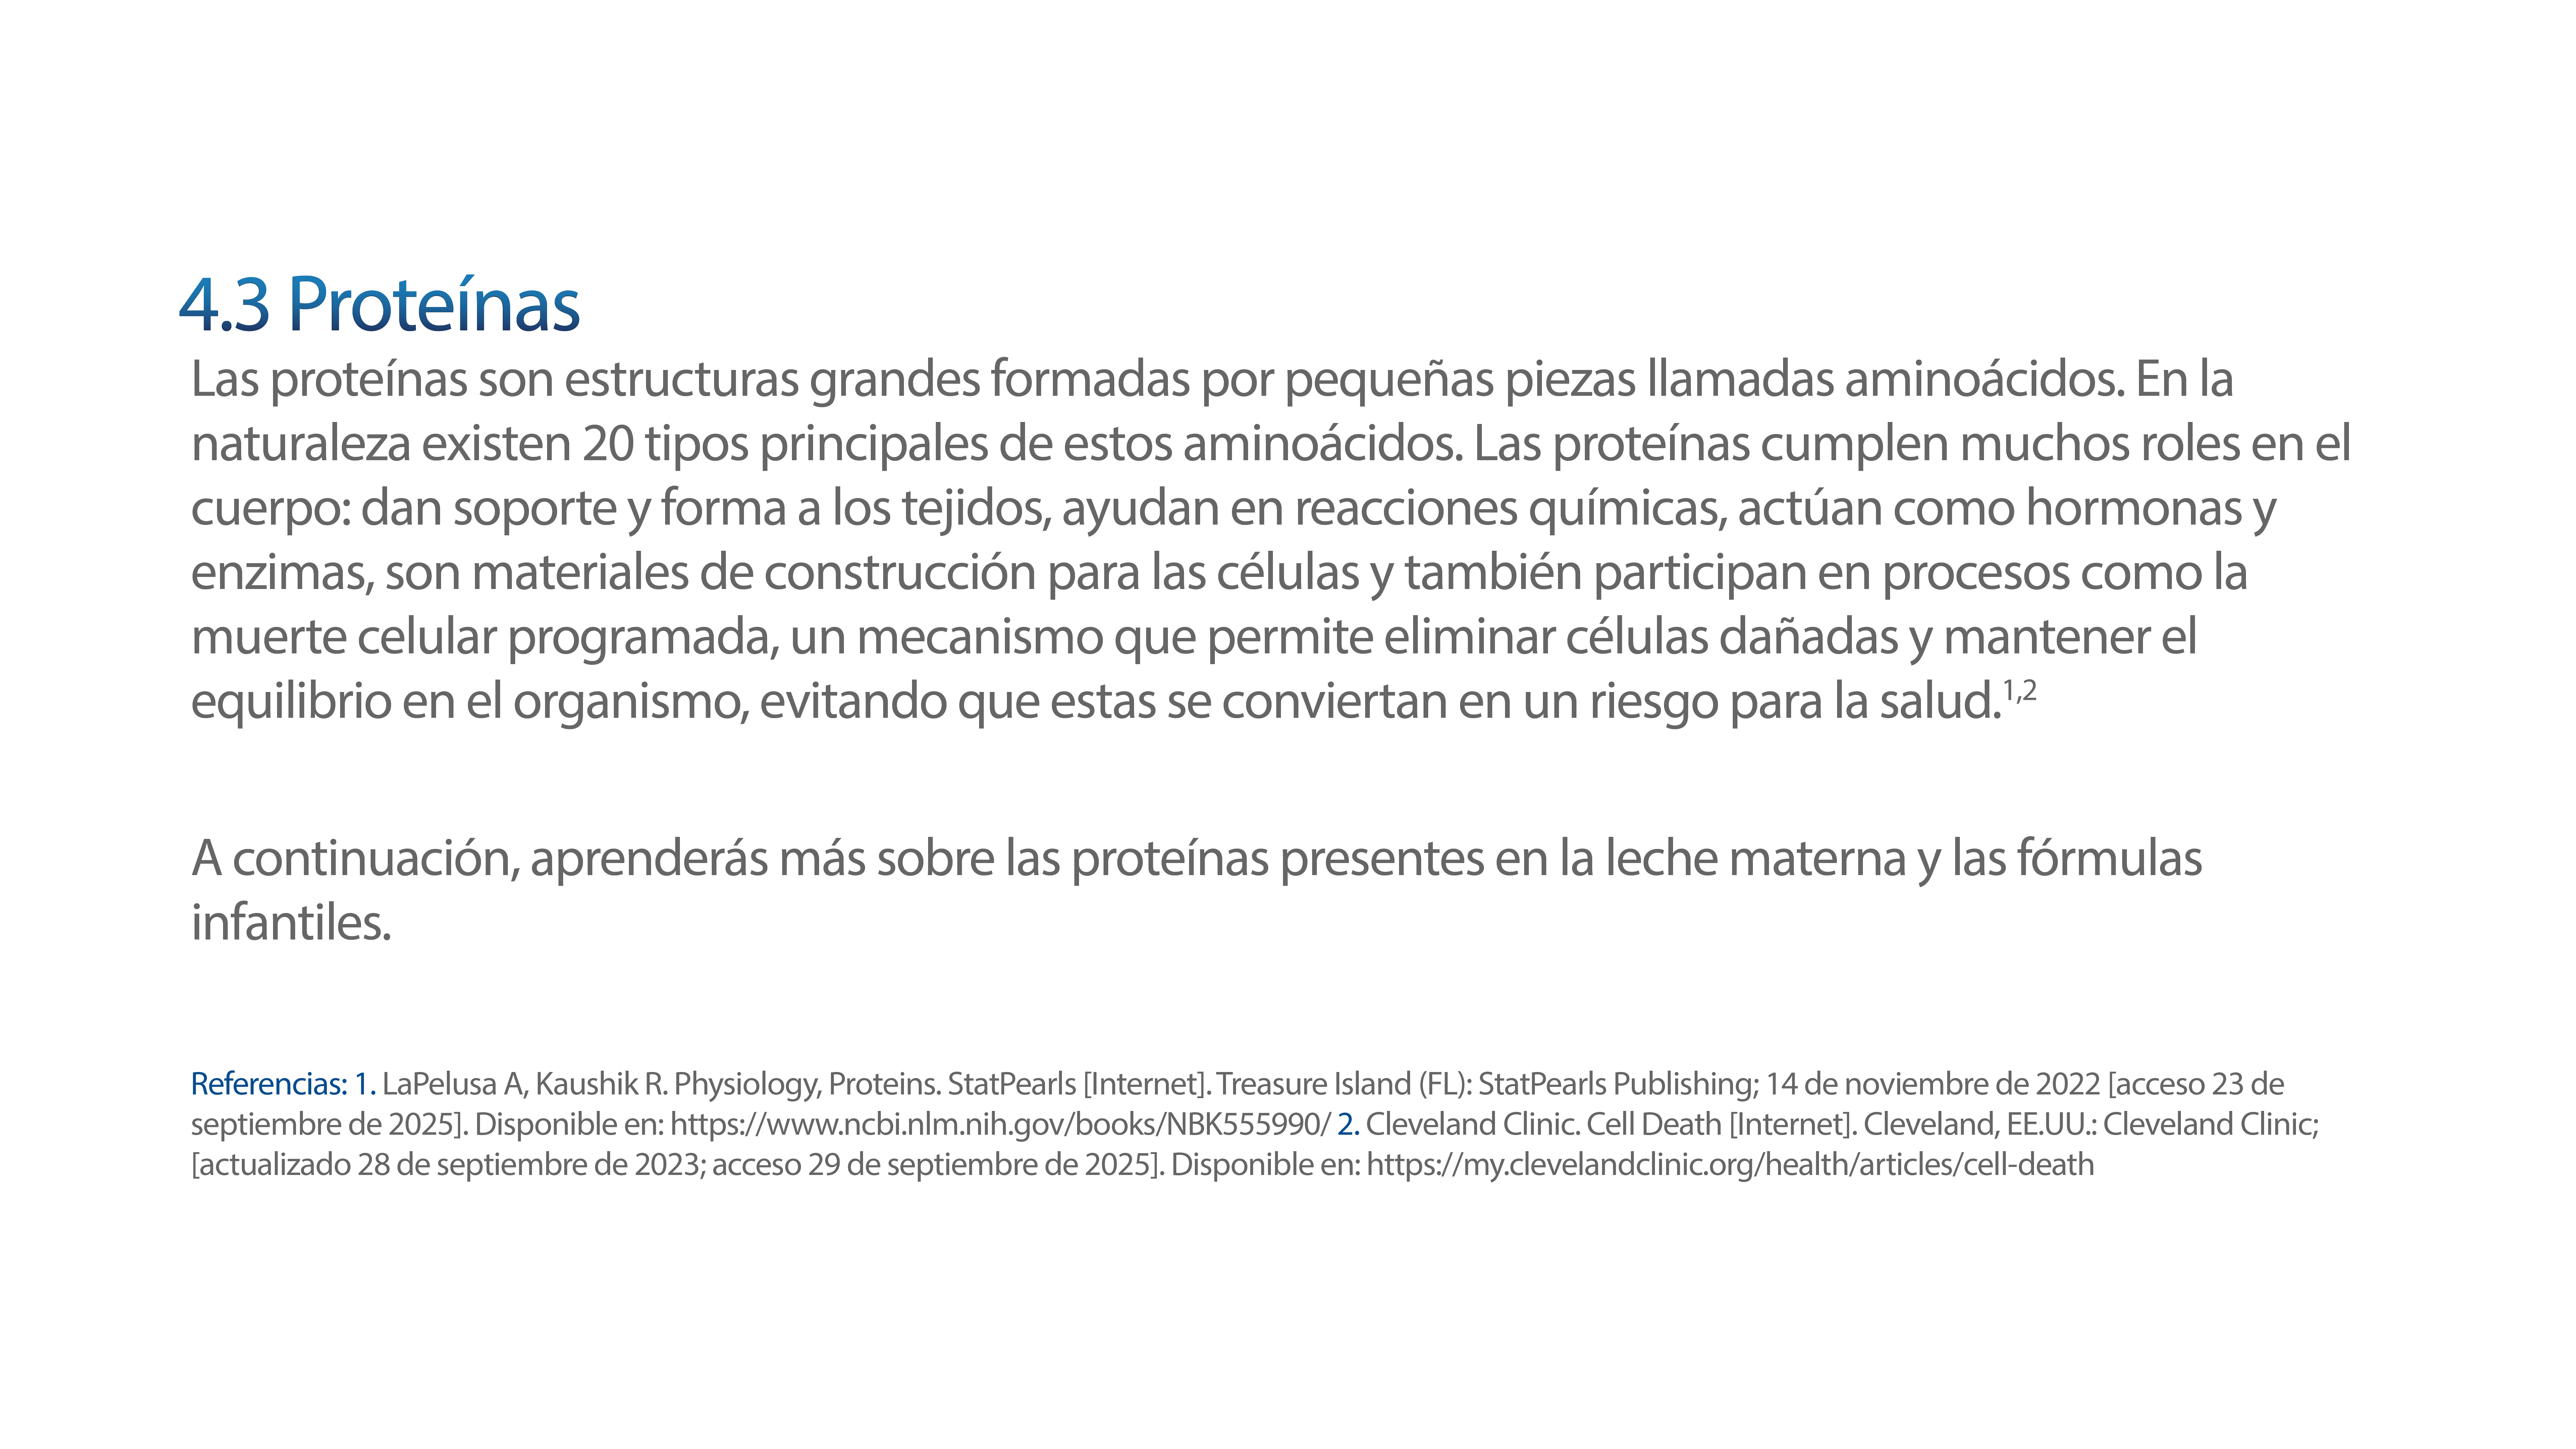 4.3 Proteínas
Las proteínas son estructuras grandes formadas por pequeñas piezas llamadas aminoácidos. En la
naturaleza existen 20 tipos principales de estos aminoácidos. Las proteínas cumplen muchos roles en el
cuerpo: dan soporte y forma a los tejidos, ayudan en reacciones químicas, actúan como hormonas y
enzimas, son materiales de construcción para las células y también participan en procesos como la
muerte celular programada, un mecanismo que permite eliminar células dañadas y mantener el
equilibrio en el organismo, evitando que estas se conviertan en un riesgo para la salud.1,2
A continuación, aprenderás más sobre las proteínas presentes en la leche materna y las fórmulas
infantiles.
Referencias: 1. LaPelusa A, Kaushik R. Physiology, Proteins. StatPearls [Internet]. Treasure Island (FL): StatPearls Publishing; 14 de noviembre de 2022 [acceso 23 de
septiembre de 2025]. Disponible en: https://www.ncbi.nlm.nih.gov/books/NBK555990/ 2. Cleveland Clinic. Cell Death [Internet]. Cleveland, EE.UU.: Cleveland Clinic;
[actualizado 28 de septiembre de 2023; acceso 29 de septiembre de 2025]. Disponible en: https://my.clevelandclinic.org/health/articles/cell-death